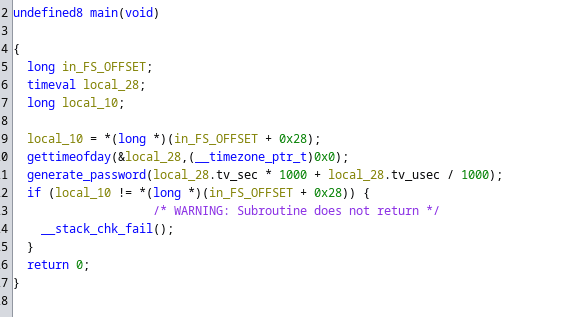 2 undefined8 main(void)
3
4 {
5   long in_FS_OFFSET;
6   timeval local_28;
7   long local_10;
8
9   local_10 = *(long *)(in_FS_OFFSET + 0x28);
0   gettimeofday(&local_28,(__timezone_ptr_t)0x0);
1   generate_password(local_28.tv_sec * 1000 + local_28.tv_usec / 1000);
2   if (local_10 != *(long *)(in_FS_OFFSET + 0x28)) {
3                     /* WARNING: Subroutine does not return */
4     __stack_chk_fail();
5   }
6   return 0;
7 }
8